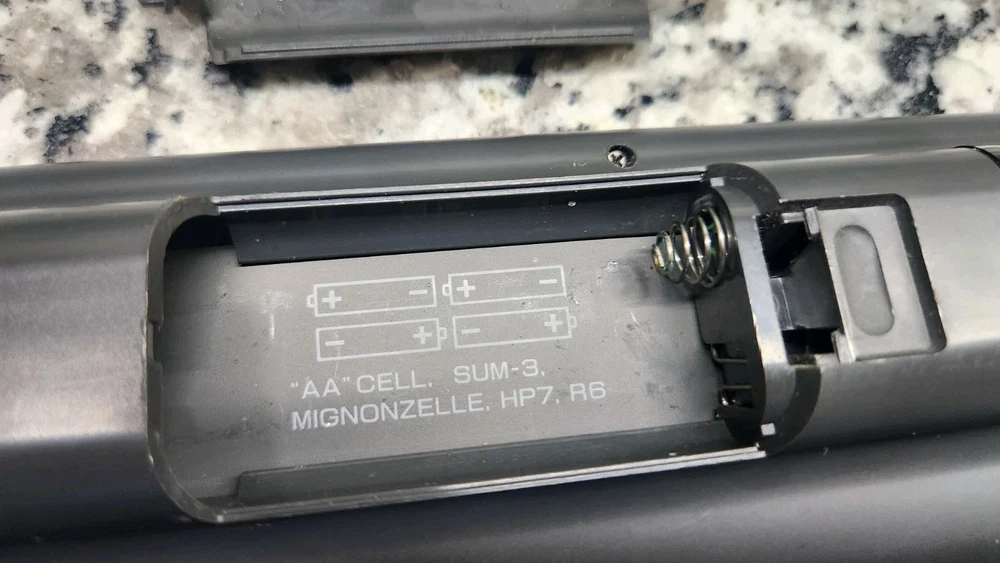 + - + -
- + - +
"AA" CELL, SUM-3,
MIGNONZELLE, HP7, R6